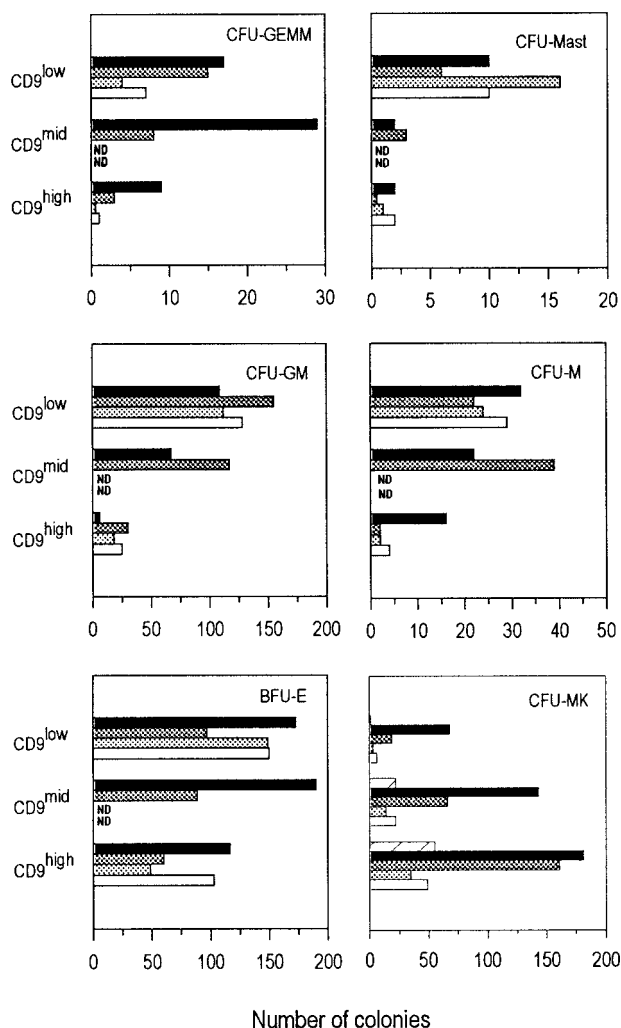 CFU-GEMM
CD9low
CD9mid
ND
ND
CD9high
0 10 20 30
CFU-Mast
ND
ND
0 5 10 15 20
CFU-GM
CD9low
CD9mid
ND
ND
CD9high
0 50 100 150 200
CFU-M
ND
ND
0 10 20 30 40 50
BFU-E
CD9low
CD9mid
ND
ND
CD9high
0 50 100 150 200
CFU-MK
0 50 100 150 200
Number of colonies